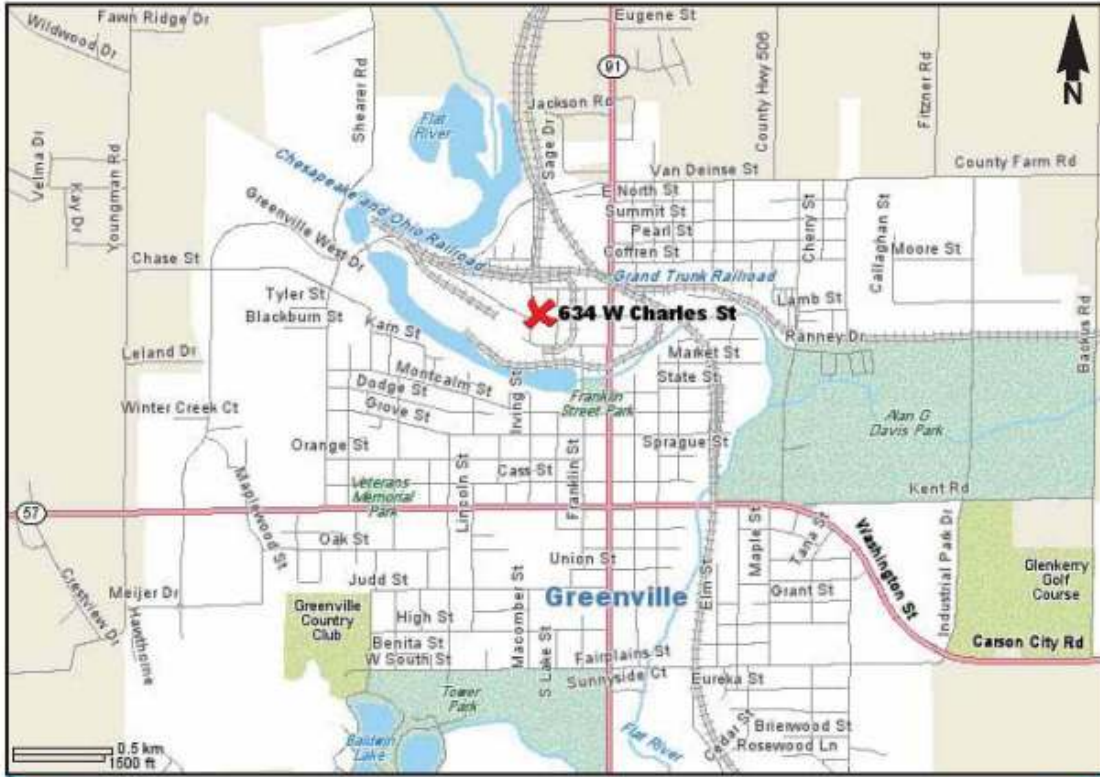 Fawn Ridge Dr
Wildwood Dr
Eugene St
91
N
Shearer Rd
Flat
River
Jackson Rd
Sage Dr
County Hwy 506
Fitzner Rd
Velma Dr
Kay Dr
Youngman Rd
Chesapeake and Ohio Railroad
Greenville West Dr
Van Deinse St
County Farm Rd
E North St
Summit St
Pearl St
Coffren St
Cherry St
Callaghan St
Moore St
Chase St
Grand Trunk Railroad
Tyler St
Blackburn St
Kam St
634 W Charles St
Lamb St
Ranney Dr
Backus Rd
Leland Dr
Montcalm St
Dodge St
Grove St
Irving St
Market St
State St
Franklin
Street Park
Winter Creek Ct
Alan G
Davis Park
Orange St
Sprague St
Cass St
Maplewood St
Veterans
Memorial
Park
Lincoln St
Franklin St
Kent Rd
57
Oak St
Union St
Maple St
Tana St
Washington St
Industrial Park Dr
Crestview Dr
Meijer Dr
Hawthorne
Judd St
Greenville
Elm St
Grant St
Glenkerry
Golf
Course
Greenville
Country
Club
High St
Macomber St
S Lake St
Benita St
W South St
Fairplains St
Sunnyside Ct
Carson City Rd
Tower
Park
Eureka St
Baldwin
Lake
Flat River
Cedar St
Brierwood St
Rosewood Ln
0.5 km
1500 ft